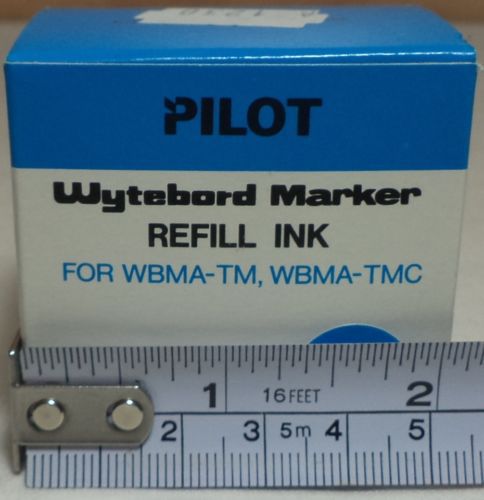 PILOT
Wytebord Marker
REFILL INK
FOR WBMA-TM, WBMA-TMC
1 16 FEET 2
2 3 5m 4 5